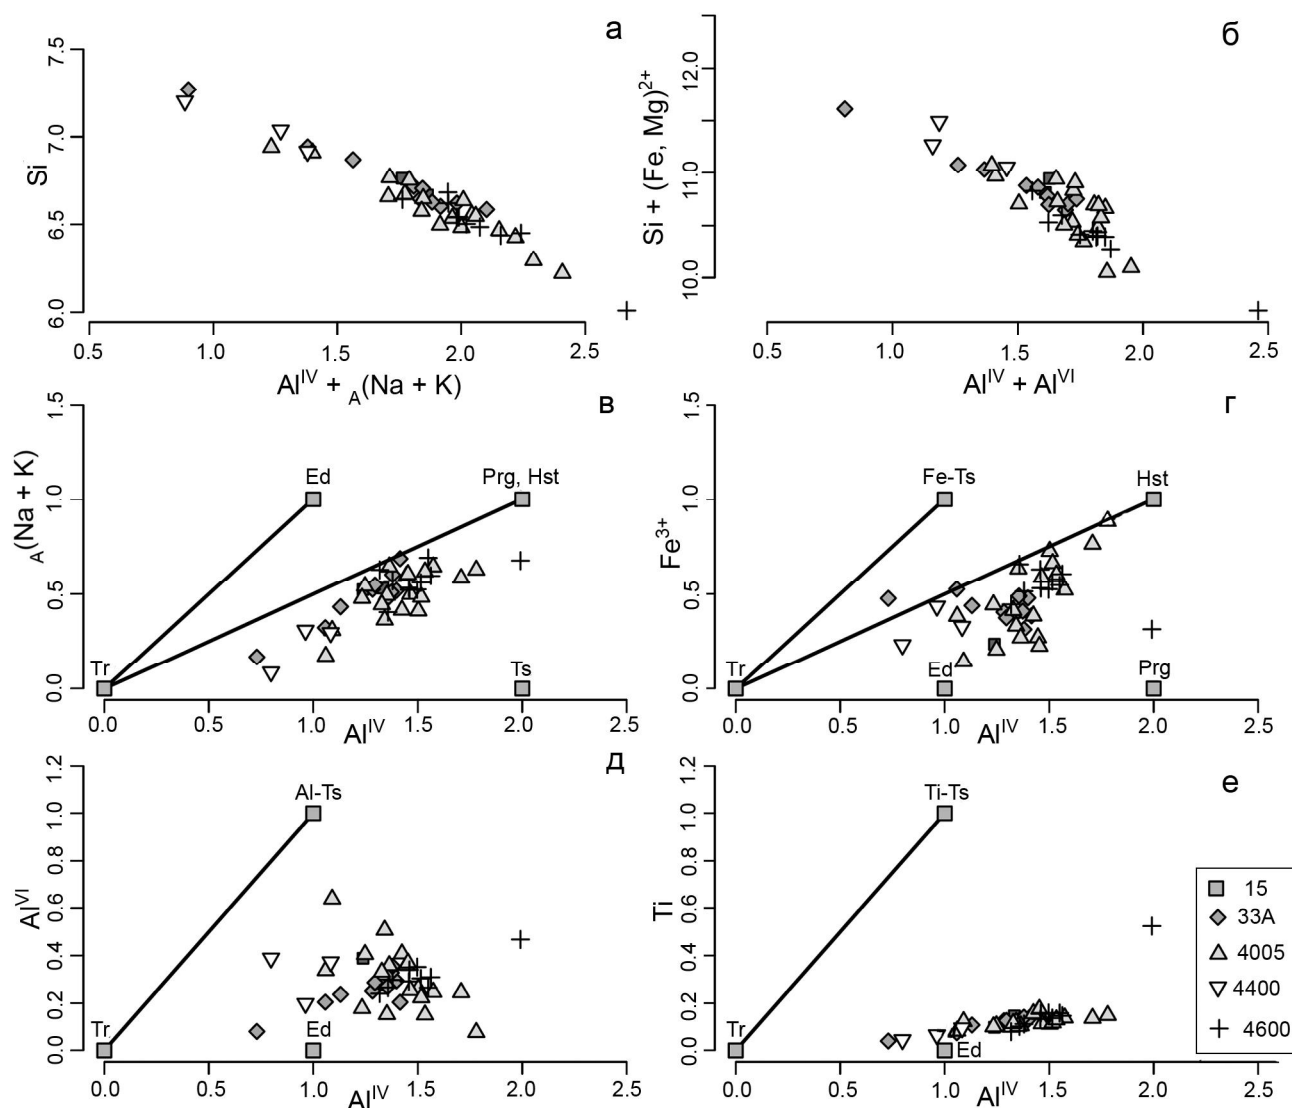 а
7.5
7.0
6.5
6.0
Si
0.5 1.0 1.5 2.0 2.5
Al^IV + _A(Na + K)
б
12.0
11.0
10.0
Si + (Fe, Mg)^2+
0.5 1.0 1.5 2.0 2.5
Al^IV + Al^VI
в
1.5
1.0
0.5
0.0
_A(Na + K)
Ed
Prg, Hst
Tr
Ts
0.0 0.5 1.0 1.5 2.0 2.5
Al^IV
г
1.5
1.0
0.5
0.0
Fe^3+
Fe-Ts
Hst
Tr
Ed
Prg
0.0 0.5 1.0 1.5 2.0 2.5
Al^IV
д
1.2
1.0
0.8
0.6
0.4
0.2
0.0
Al^VI
Al-Ts
Tr
Ed
0.0 0.5 1.0 1.5 2.0 2.5
Al^IV
е
1.2
1.0
0.8
0.6
0.4
0.2
0.0
Ti
Ti-Ts
Tr
Ed
0.0 0.5 1.0 1.5 2.0 2.5
Al^IV
15
33A
4005
4400
4600